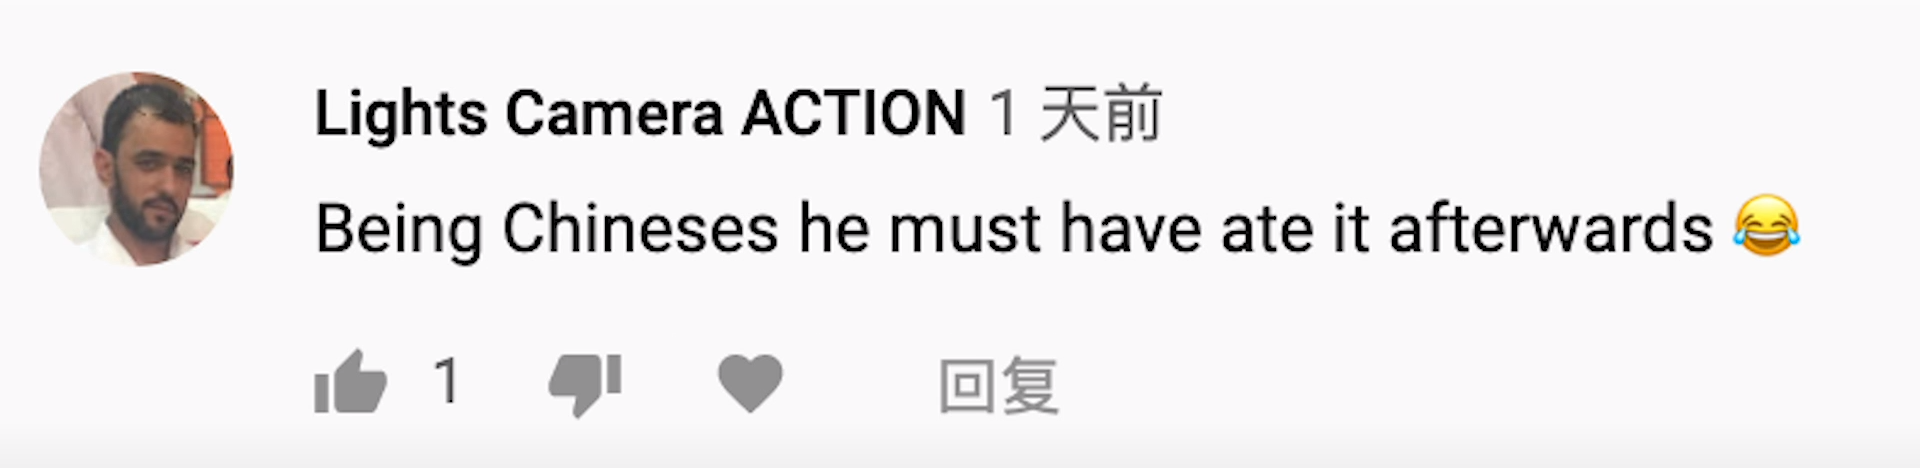 Lights Camera ACTION 1 天前
Being Chineses he must have ate it afterwards 😂
1 回复